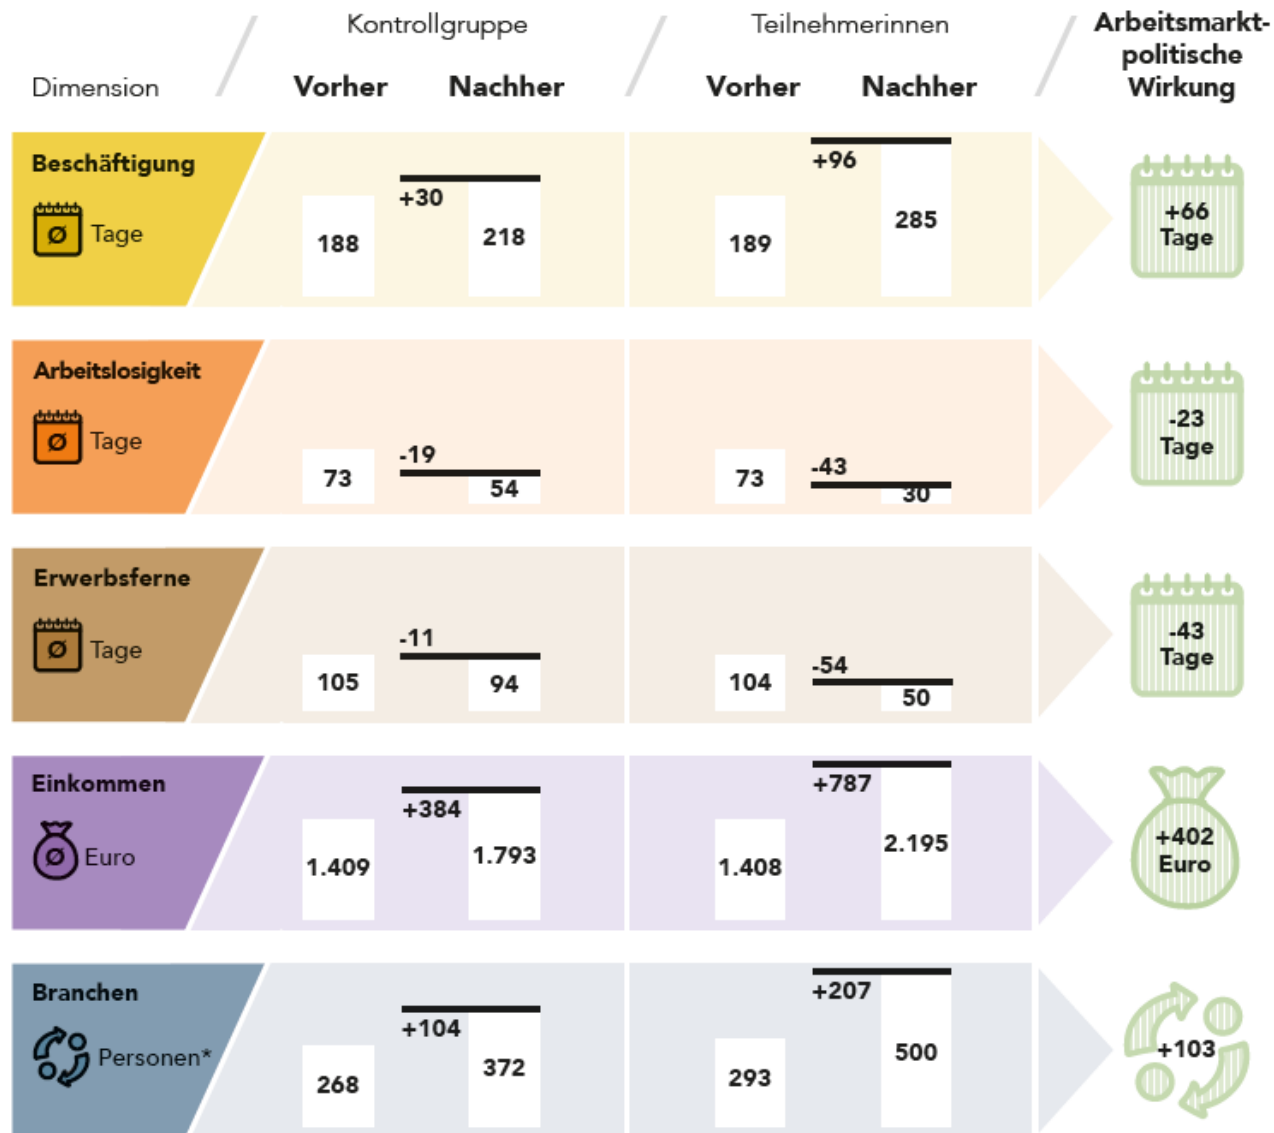 Kontrollgruppe
Teilnehmerinnen
Arbeitsmarkt-
politische
Wirkung
Dimension
Vorher
Nachher
Vorher
Nachher
Beschäftigung
Ø Tage
188
+30
218
189
+96
285
+66
Tage
Arbeitslosigkeit
Ø Tage
73
-19
54
73
-43
30
-23
Tage
Erwerbsferne
Ø Tage
105
-11
94
104
-54
50
-43
Tage
Einkommen
Ø Euro
1.409
+384
1.793
1.408
+787
2.195
+402
Euro
Branchen
Personen*
268
+104
372
293
+207
500
+103